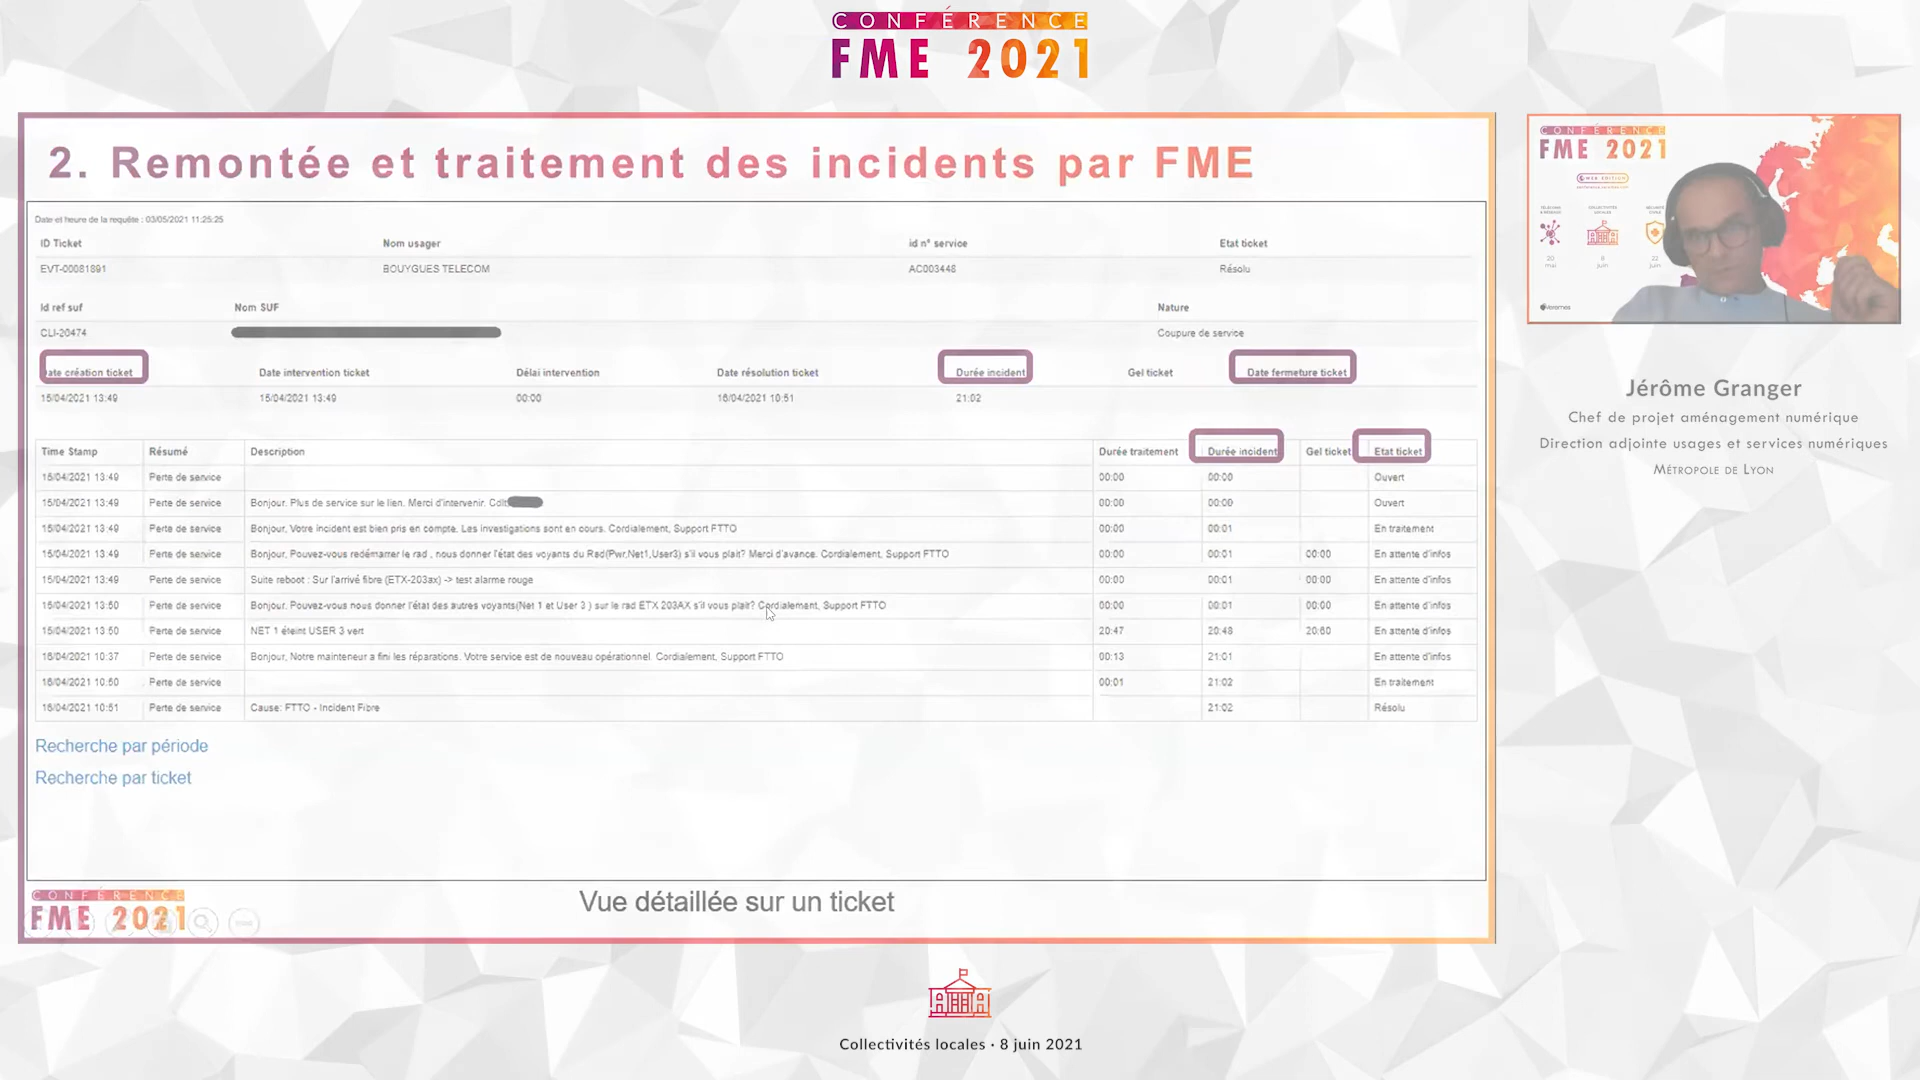 CONFÉRENCE
FME 2021
2. Remontée et traitement des incidents par FME
Date et heure de la requête : 03/05/2021 11:25:25
ID Ticket Nom usager id n° service Etat ticket
EVT-00081891 BOUYGUES TELECOM AC003448 Résolu
Id ref suf Nom SUF Nature
CLI-20474 Coupure de service
ate création ticket Date intervention ticket Délai intervention Date résolution ticket Durée incident Gel ticket Date fermeture ticket
15/04/2021 13:49 15/04/2021 13:49 00:00 16/04/2021 10:51 21:02
Time Stamp Résumé Description Durée traitement Durée incident Gel ticket Etat ticket
15/04/2021 13:49 Perte de service 00:00 00:00 Ouvert
15/04/2021 13:49 Perte de service Bonjour. Plus de service sur le lien. Merci d'intervenir. Cdlt 00:00 00:00 Ouvert
15/04/2021 13:49 Perte de service Bonjour, Votre incident est bien pris en compte. Les investigations sont en cours. Cordialement, Support FTTO 00:00 00:01 En traitement
15/04/2021 13:49 Perte de service Bonjour, Pouvez-vous redémarrer le rad , nous donner l'état des voyants du Rad(Pwr,Net1,User3) s'il vous plait? Merci d'avance. Cordialement, Support FTTO 00:00 00:01 00:00 En attente d'infos
15/04/2021 13:49 Perte de service Suite reboot : Sur l'arrivé fibre (ETX-203ax) -> test alarme rouge 00:00 00:01 00:00 En attente d'infos
15/04/2021 13:50 Perte de service Bonjour. Pouvez-vous nous donner l'état des autres voyants(Net 1 et User 3 ) sur le rad ETX 203AX s'il vous plait? Cordialement, Support FTTO 00:00 00:01 00:00 En attente d'infos
15/04/2021 13:50 Perte de service NET 1 éteint USER 3 vert 20:47 20:48 En attente d'infos
16/04/2021 10:37 Perte de service Bonjour, Notre mainteneur a fini les réparations. Votre service est de nouveau opérationnel. Cordialement, Support FTTO 00:13 21:01 En attente d'infos
16/04/2021 10:50 Perte de service 00:01 21:02 En traitement
16/04/2021 10:51 Perte de service Cause: FTTO - Incident Fibre 21:02 Résolu
Recherche par période
Recherche par ticket
CONFÉRENCE
FME 2021
Vue détaillée sur un ticket
CONFÉRENCE
FME 2021
WEB EDITION
COLLECTIVITÉS
LOCALES
20
mai
8
juin
22
juin
Veremes
Jérôme Granger
Chef de projet aménagement numérique
Direction adjointe usages et services numériques
MÉTROPOLE DE LYON
Collectivités locales · 8 juin 2021